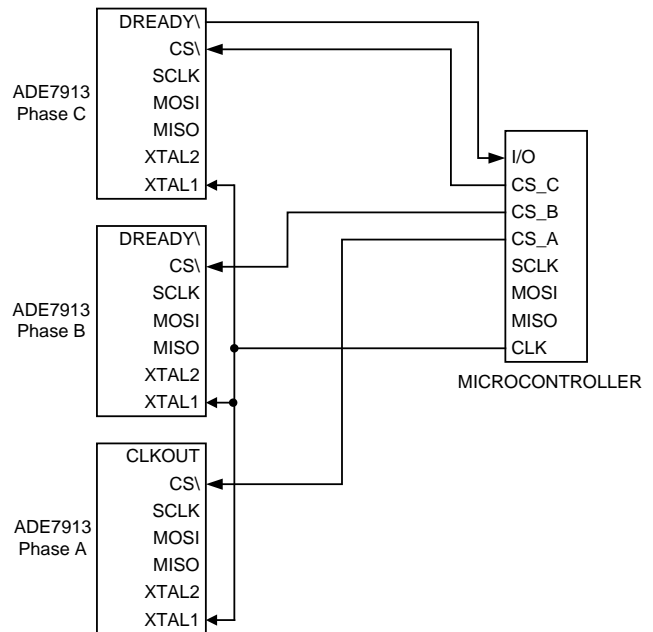 ADE7913
Phase C
DREADY\
CS\
SCLK
MOSI
MISO
XTAL2
XTAL1
ADE7913
Phase B
DREADY\
CS\
SCLK
MOSI
MISO
XTAL2
XTAL1
ADE7913
Phase A
CLKOUT
CS\
SCLK
MOSI
MISO
XTAL2
XTAL1
I/O
CS_C
CS_B
CS_A
SCLK
MOSI
MISO
CLK
MICROCONTROLLER